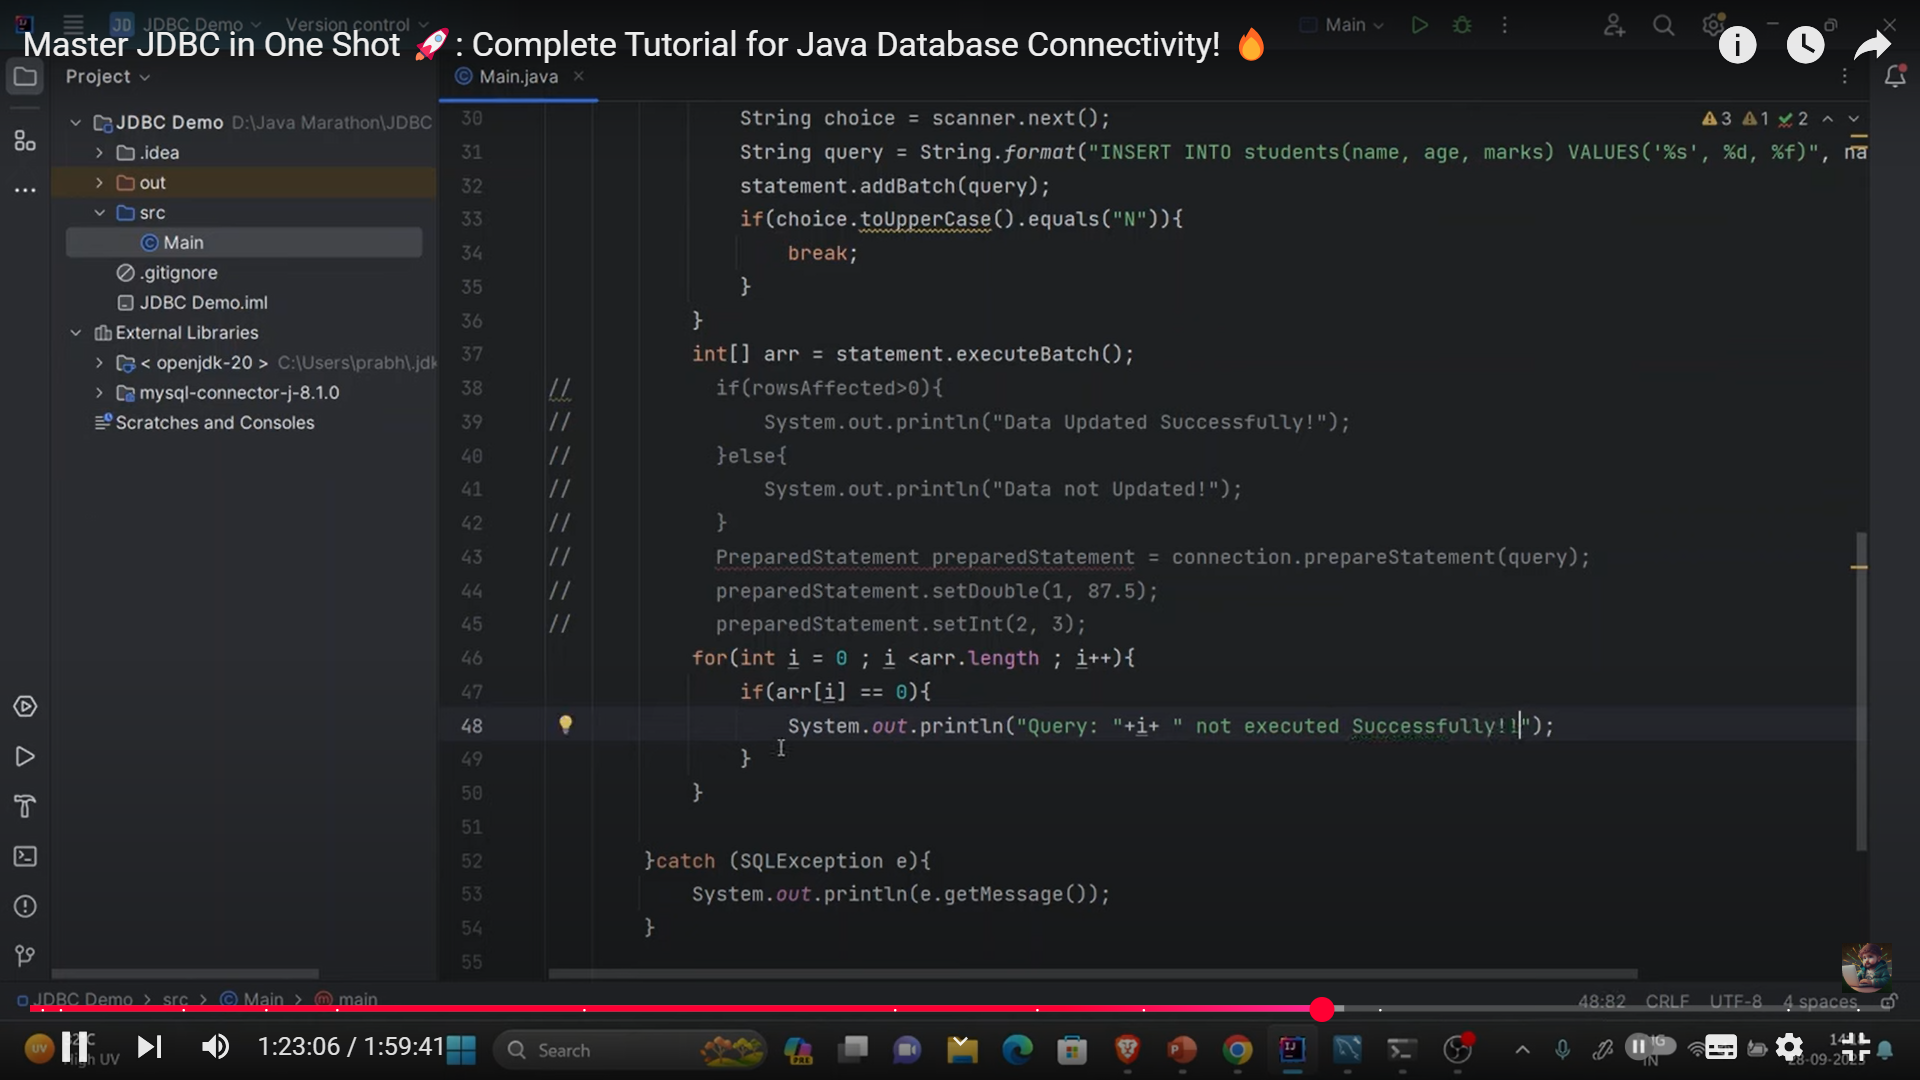 JDBC Demo Version control Main
Master JDBC in One Shot 🚀 : Complete Tutorial for Java Database Connectivity! 🔥
Project
Main.java
JDBC Demo D:\Java Marathon\JDBC
.idea
out
src
Main
.gitignore
JDBC Demo.iml
External Libraries
< openjdk-20 > C:\Users\prabh\.jdk
mysql-connector-j-8.1.0
Scratches and Consoles
3 1 2
30 String choice = scanner.next();
31 String query = String.format("INSERT INTO students(name, age, marks) VALUES('%s', %d, %f)", na
32 statement.addBatch(query);
33 if(choice.toUpperCase().equals("N")){
34 break;
35 }
36 }
37 int[] arr = statement.executeBatch();
38 // if(rowsAffected>0){
39 // System.out.println("Data Updated Successfully!");
40 // }else{
41 // System.out.println("Data not Updated!");
42 // }
43 // PreparedStatement preparedStatement = connection.prepareStatement(query);
44 // preparedStatement.setDouble(1, 87.5);
45 // preparedStatement.setInt(2, 3);
46 for(int i = 0 ; i <arr.length ; i++){
47 if(arr[i] == 0){
48 System.out.println("Query: "+i+ " not executed Successfully!!");
49 }
50 }
51
52 }catch (SQLException e){
53 System.out.println(e.getMessage());
54 }
55
JDBC Demo > src > Main > main
48:82 CRLF UTF-8 4 spaces
1:23:06 / 1:59:41
UV
High UV
Search
PRE
IN